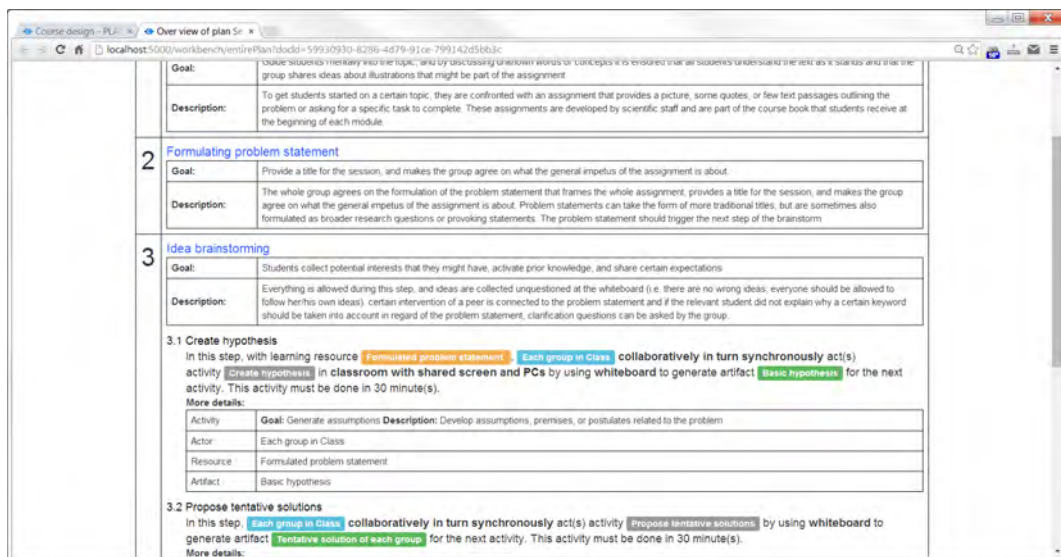 Course design - PLA
Over view of plan Se
localhost:5000/workbench/entirePlan?docId=59930930-8286-4d79-91ce-799142d5bb3c
Goal: Guide students mentally into the topic, and by discussing unknown words or concepts it is ensured that all students understand the text as it stands and that the
group shares ideas about illustrations that might be part of the assignment
To get students started on a certain topic, they are confronted with an assignment that provides a picture, some quotes, or few text passages outlining the
Description: problem or asking for a specific task to complete. These assignments are developed by scientific staff and are part of the course book that students receive at
the beginning of each module.
2 Formulating problem statement
Goal: Provide a title for the session, and makes the group agree on what the general impetus of the assignment is about.
The whole group agrees on the formulation of the problem statement that frames the whole assignment, provides a title for the session, and makes the group
Description: agree on what the general impetus of the assignment is about. Problem statements can take the form of more traditional titles, but are sometimes also
formulated as broader research questions or provoking statements. The problem statement should trigger the next step of the brainstorm
3 Idea brainstorming
Goal: Students collect potential interests that they might have, activate prior knowledge, and share certain expectations
Everything is allowed during this step, and ideas are collected unquestioned at the whiteboard (i.e. there are no wrong ideas; everyone should be allowed to
Description: follow her/his own ideas). certain intervention of a peer is connected to the problem statement and if the relevant student did not explain why a certain keyword
should be taken into account in regard of the problem statement, clarification questions can be asked by the group.
3.1 Create hypothesis
In this step, with learning resource Formulated problem statement , Each group in Class collaboratively in turn synchronously act(s)
activity Create hypothesis in classroom with shared screen and PCs by using whiteboard to generate artifact Basic hypothesis for the next
activity. This activity must be done in 30 minute(s).
More details:
Activity Goal: Generate assumptions Description: Develop assumptions, premises, or postulates related to the problem
Actor Each group in Class
Resource Formulated problem statement
Artifact Basic hypothesis
3.2 Propose tentative solutions
In this step, Each group in Class collaboratively in turn synchronously act(s) activity Propose tentative solutions by using whiteboard to
generate artifact Tentative solution of each group for the next activity. This activity must be done in 30 minute(s).
More details: